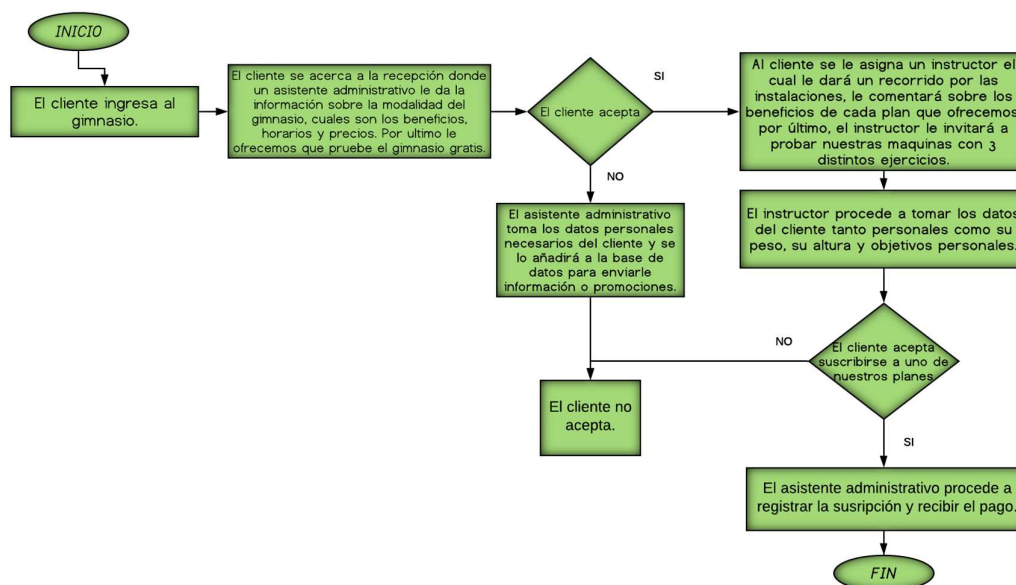 INICIO
El cliente ingresa al
gimnasio.
El cliente se acerca a la recepción donde
un asistente administrativo le da la
información sobre la modalidad del
gimnasio, cuales son los beneficios,
horarios y precios. Por ultimo le
ofrecemos que pruebe el gimnasio gratis.
El cliente acepta
SI
NO
Al cliente se le asigna un instructor el
cual le dará un recorrido por las
instalaciones, le comentará sobre los
beneficios de cada plan que ofrecemos
por último, el instructor le invitará a
probar nuestras maquinas con 3
distintos ejercicios.
El asistente administrativo
toma los datos personales
necesarios del cliente y se
lo añadirá a la base de
datos para enviarle
información o promociones.
El instructor procede a tomar los datos
del cliente tanto personales como su
peso, su altura y objetivos personales.
El cliente acepta
suscribirse a uno de
nuestros planes
NO
SI
El cliente no
acepta.
El asistente administrativo procede a
registrar la susripción y recibir el pago.
FIN